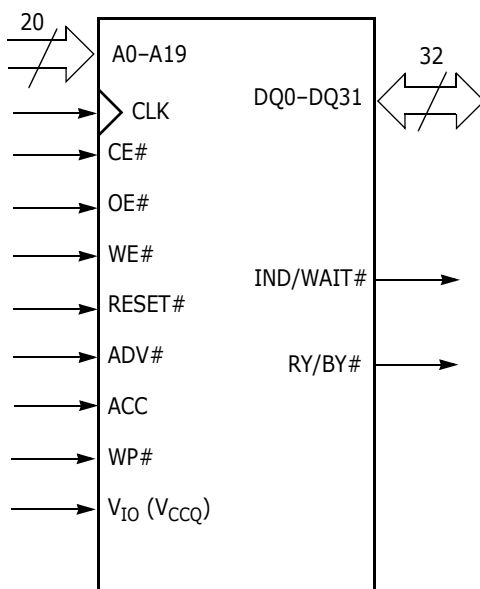 20
A0–A19
CLK
CE#
OE#
WE#
RESET#
ADV#
ACC
WP#
VIO (VCCQ)
DQ0–DQ31
32
IND/WAIT#
RY/BY#